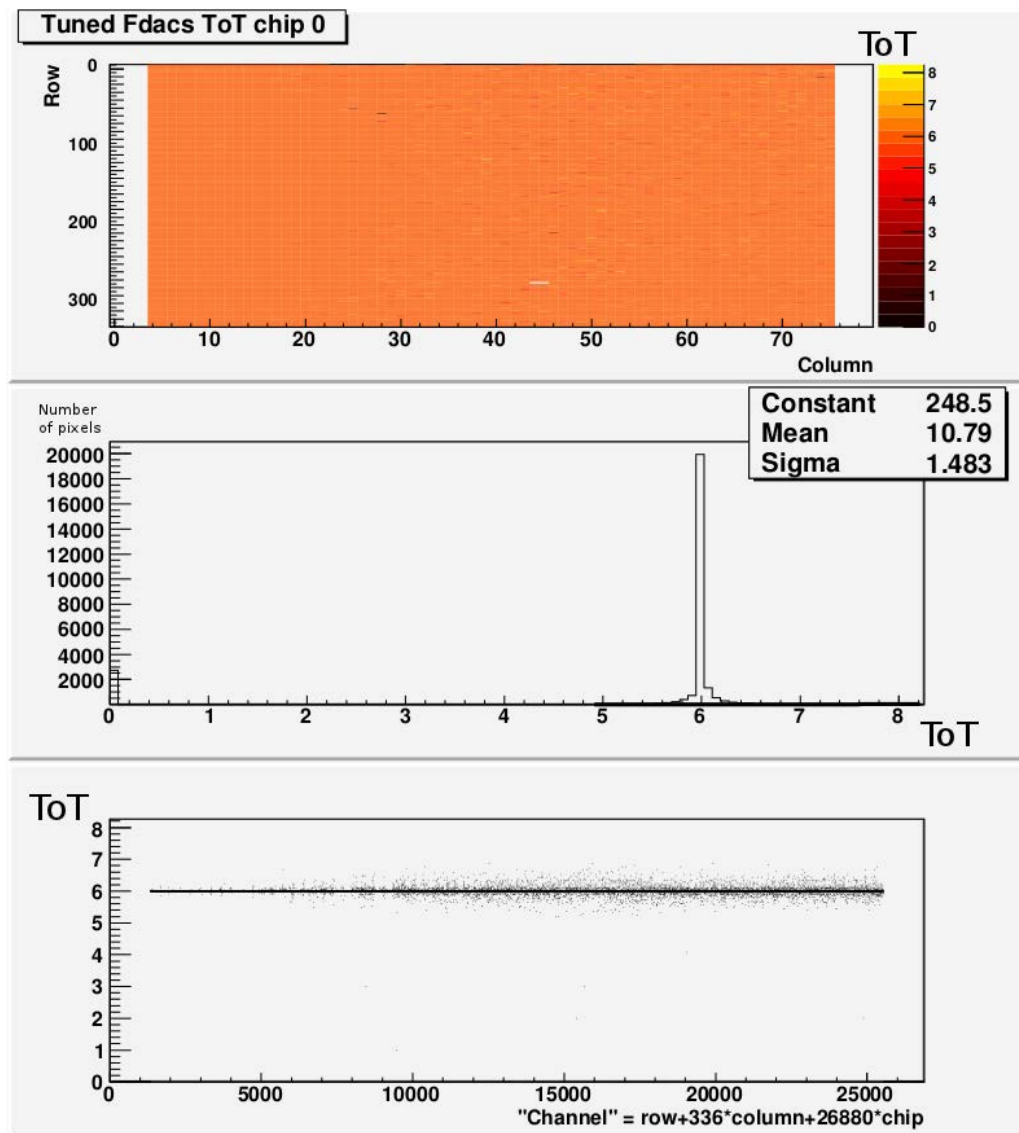 Tuned Fdacs ToT chip 0
ToT
Row
0
100
200
300
0 10 20 30 40 50 60 70
Column
8
7
6
5
4
3
2
1
0
Number
of pixels
Constant 248.5
Mean 10.79
Sigma 1.483
20000
18000
16000
14000
12000
10000
8000
6000
4000
2000
0 1 2 3 4 5 6 7 8
ToT
ToT
8
7
6
5
4
3
2
1
0
0 5000 10000 15000 20000 25000
"Channel" = row+336*column+26880*chip